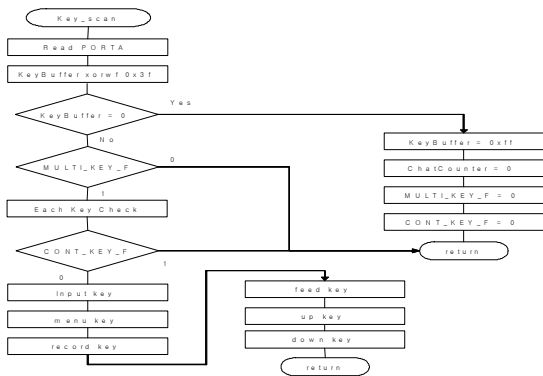 Key_scan
Read PORTA
KeyBuffer xorwf 0x3f
KeyBuffer = 0
Yes
No
MULTI_KEY_F
0
1
Each Key Check
CONT_KEY_F
0
1
Input key
menu key
record key
KeyBuffer = 0xff
ChatCounter = 0
MULTI_KEY_F = 0
CONT_KEY_F = 0
return
feed key
up key
down key
return